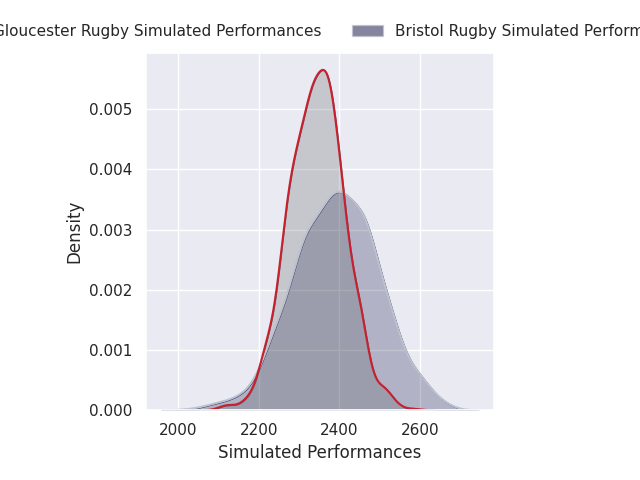 Gloucester Rugby Simulated Performances
Bristol Rugby Simulated Perform
0.005
0.004
0.003
0.002
0.001
0.000
Density
2000 2200 2400 2600
Simulated Performances